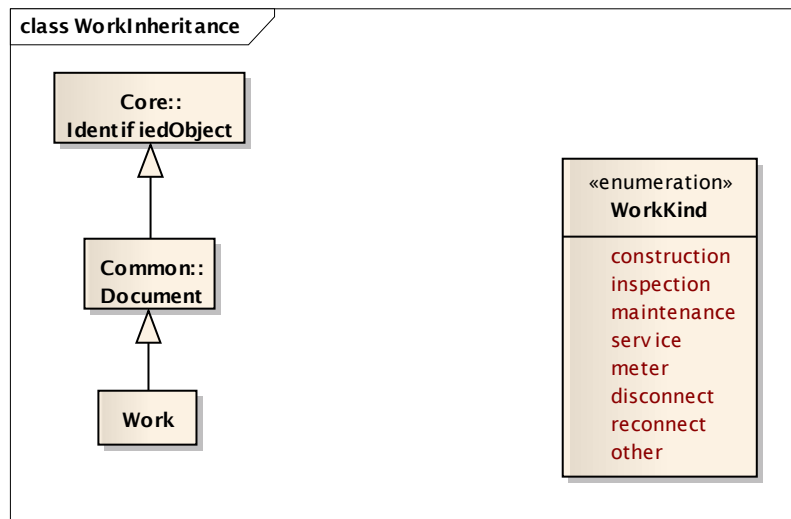 class WorkInheritance
Core::
IdentifiedObject
Common::
Document
Work
«enumeration»
WorkKind
construction
inspection
maintenance
service
meter
disconnect
reconnect
other